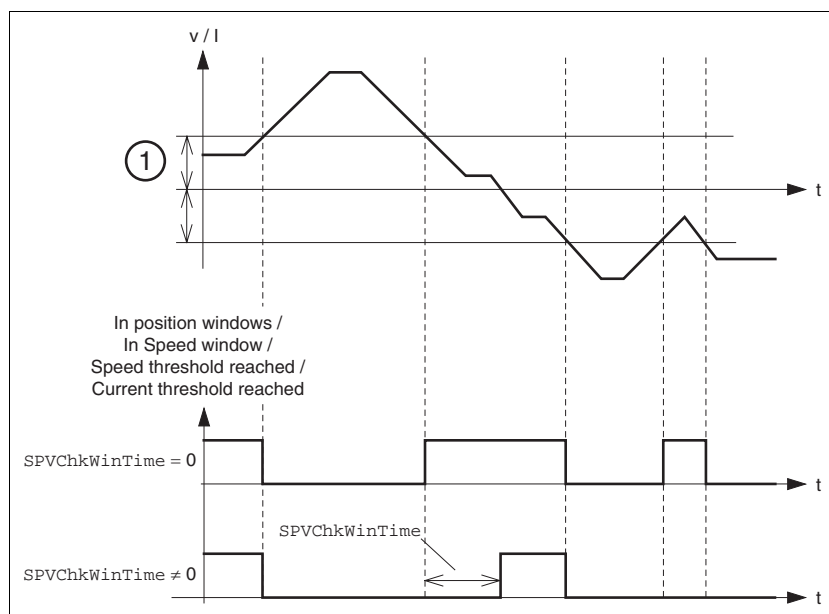 v / I
1
t
In position windows /
In Speed window /
Speed threshold reached /
Current threshold reached
SPVChkWinTime = 0
t
SPVChkWinTime
SPVChkWinTime ≠ 0
t